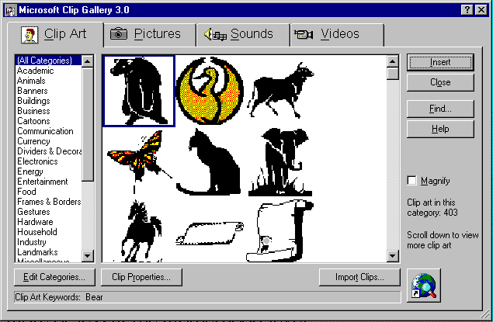 Microsoft Clip Gallery 3.0
Clip Art
Pictures
Sounds
Videos
(All Categories)
Academic
Animals
Banners
Buildings
Business
Cartoons
Communication
Currency
Dividers & Decora
Electronics
Energy
Entertainment
Food
Frames & Borders
Gestures
Hardware
Household
Industry
Landmarks
Insert
Close
Find...
Help
Magnify
Clip art in this
category: 403
Scroll down to view
more clip art
Edit Categories...
Clip Properties...
Import Clips...
Clip Art Keywords: Bear